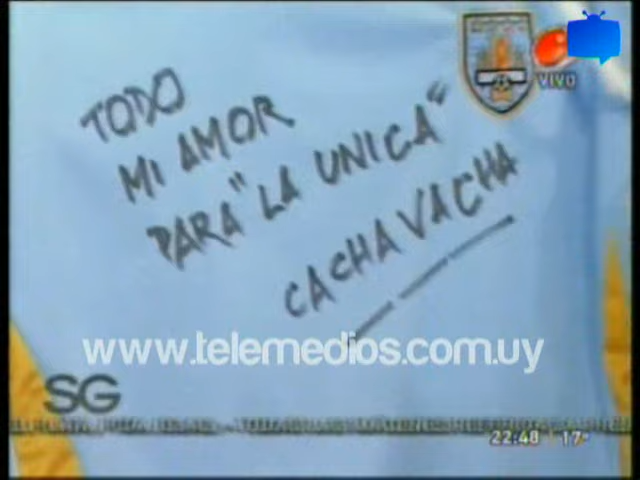 TODO
MI AMOR
PARA "LA UNICA"
CACHAVACHA
VIVO
www.telemedios.com.uy
SG
22:48 17°